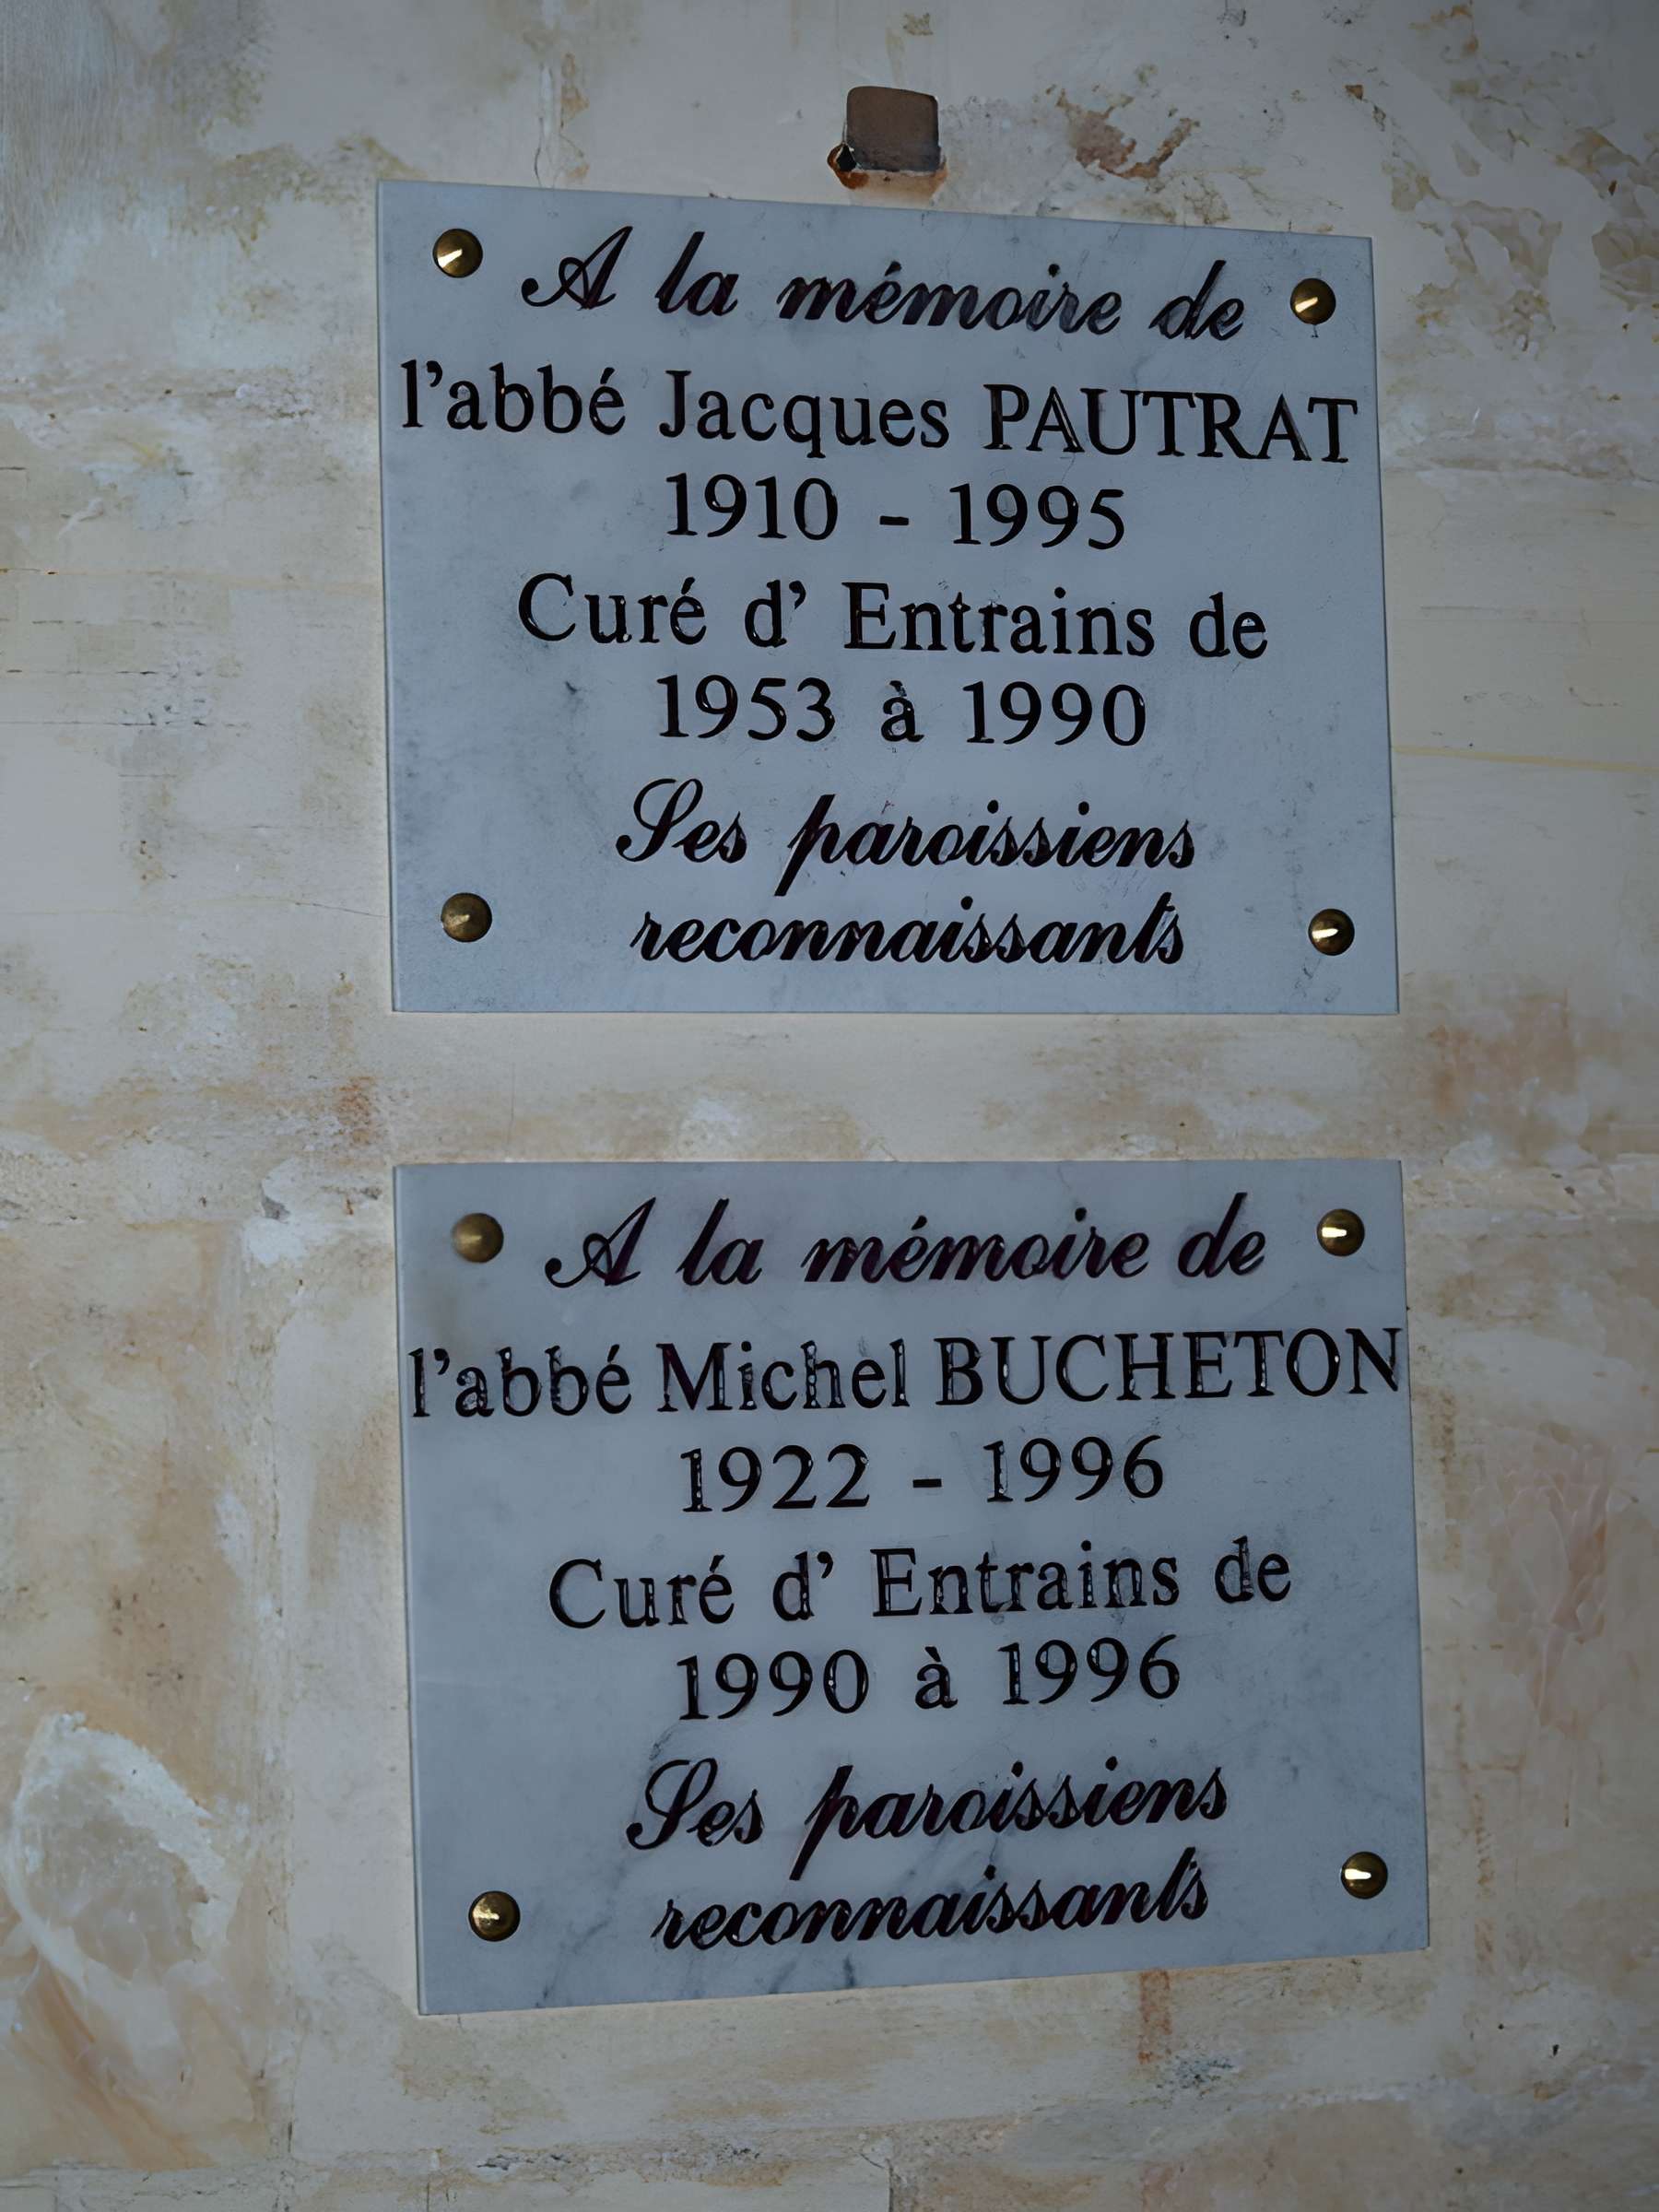 A la mémoire de
l'abbé Jacques PAUTRAT
1910 - 1995
Curé d' Entrains de
1953 à 1990
Ses paroissiens
reconnaissants
A la mémoire de
l'abbé Michel BUCHETON
1922 - 1996
Curé d' Entrains de
1990 à 1996
Ses paroissiens
reconnaissants